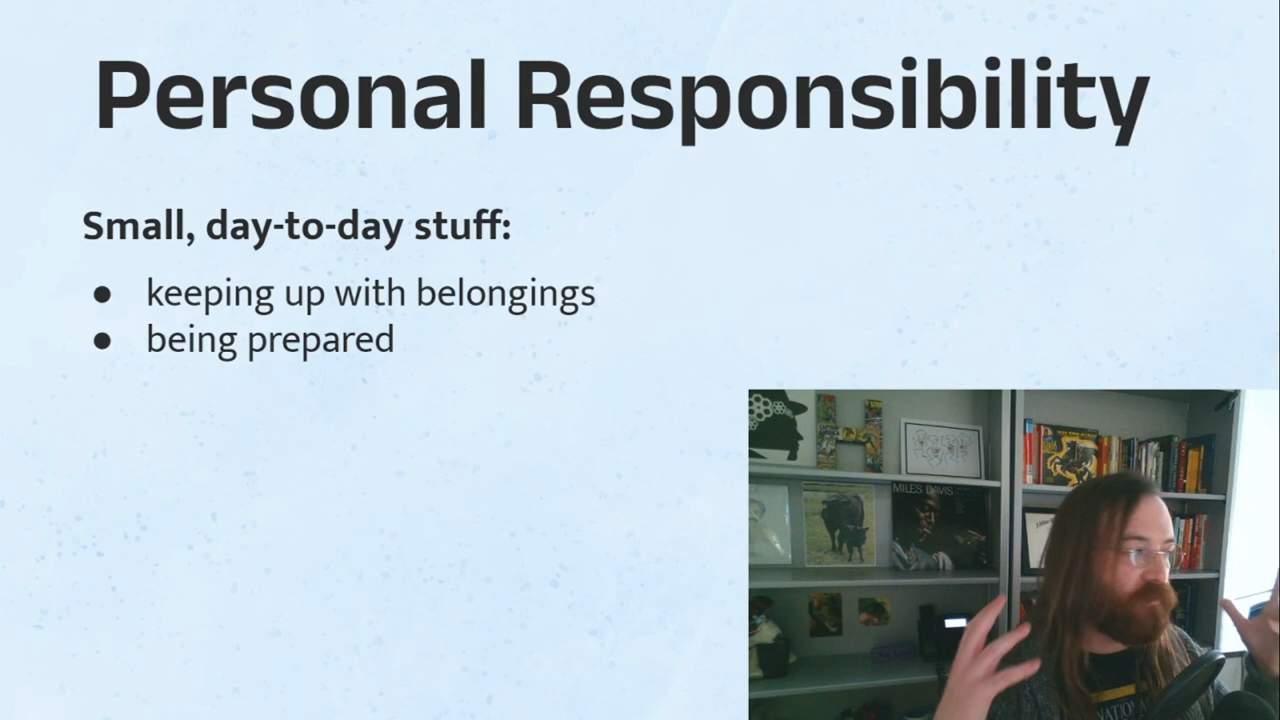 Personal Responsibility
Small, day-to-day stuff:
● keeping up with belongings
● being prepared
MILES DAVIS